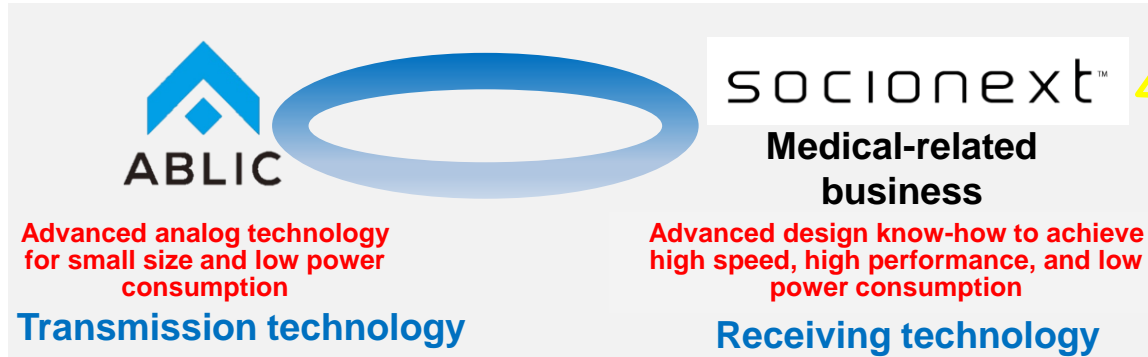 ABLIC
Advanced analog technology
for small size and low power
consumption
Transmission technology
socionext™
Medical-related
business
Advanced design know-how to achieve
high speed, high performance, and low
power consumption
Receiving technology